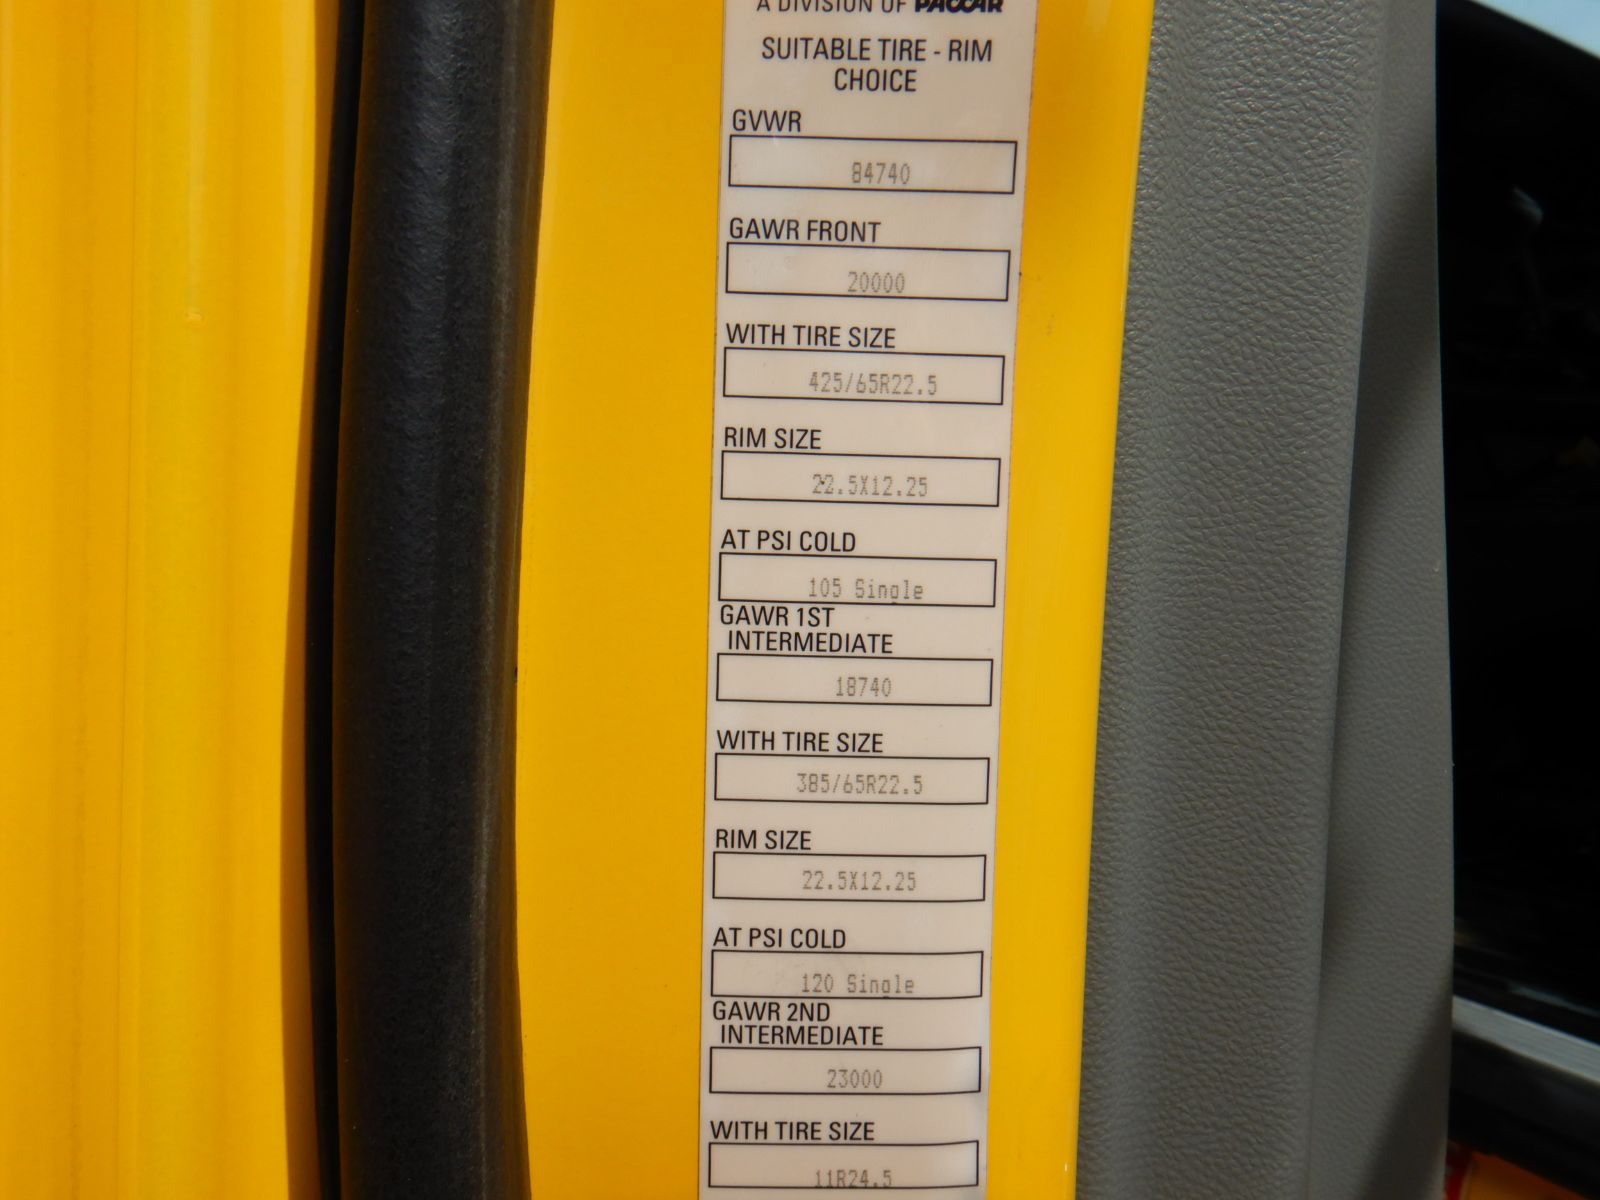 A DIVISION OF PACCAR
SUITABLE TIRE - RIM
CHOICE
GVWR
84740
GAWR FRONT
20000
WITH TIRE SIZE
425/65R22.5
RIM SIZE
22.5X12.25
AT PSI COLD
105 Single
GAWR 1ST
INTERMEDIATE
18740
WITH TIRE SIZE
385/65R22.5
RIM SIZE
22.5X12.25
AT PSI COLD
120 Single
GAWR 2ND
INTERMEDIATE
23000
WITH TIRE SIZE
11R24.5